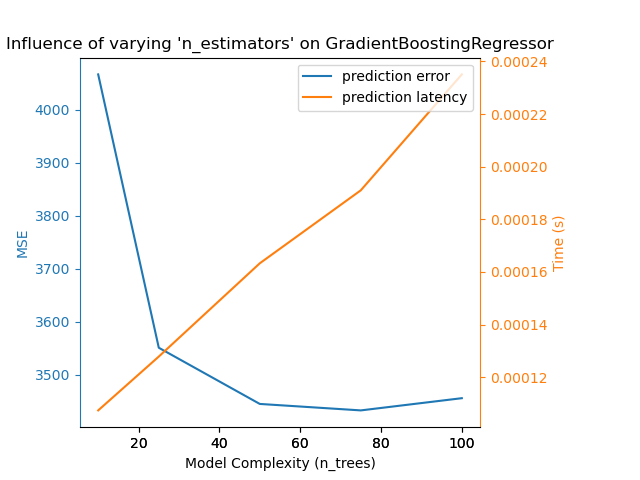 Influence of varying 'n_estimators' on GradientBoostingRegressor
prediction error
prediction latency
4000
3900
3800
3700
3600
3500
MSE
0.00024
0.00022
0.00020
0.00018
0.00016
0.00014
0.00012
Time (s)
20 40 60 80 100
Model Complexity (n_trees)